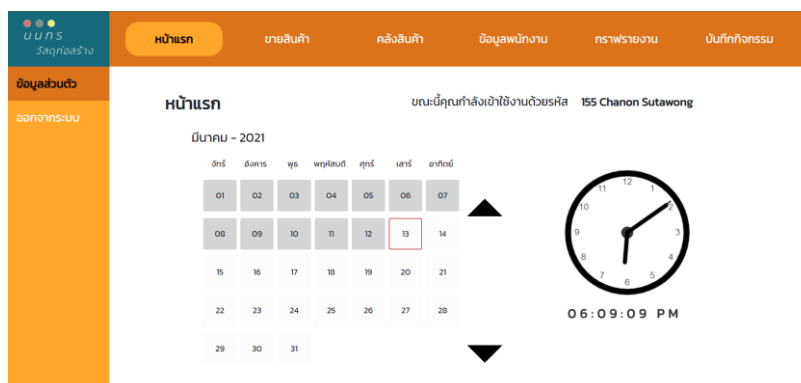 นนทร
วัสดุก่อสร้าง
หน้าแรก ขายสินค้า คลังสินค้า ข้อมูลพนักงาน กราฟรายงาน บันทึกกิจกรรม
ข้อมูลส่วนตัว
ออกจากระบบ
หน้าแรก ขณะนี้คุณกำลังเข้าใช้งานด้วยรหัส 155 Chanon Sutawong
มีนาคม - 2021
จันทร์ อังคาร พุธ พฤหัสบดี ศุกร์ เสาร์ อาทิตย์
01 02 03 04 05 06 07
08 09 10 11 12 13 14
15 16 17 18 19 20 21
22 23 24 25 26 27 28
29 30 31
12 1 2 3 4 5 6 7 8 9 10 11
06:09:09 PM